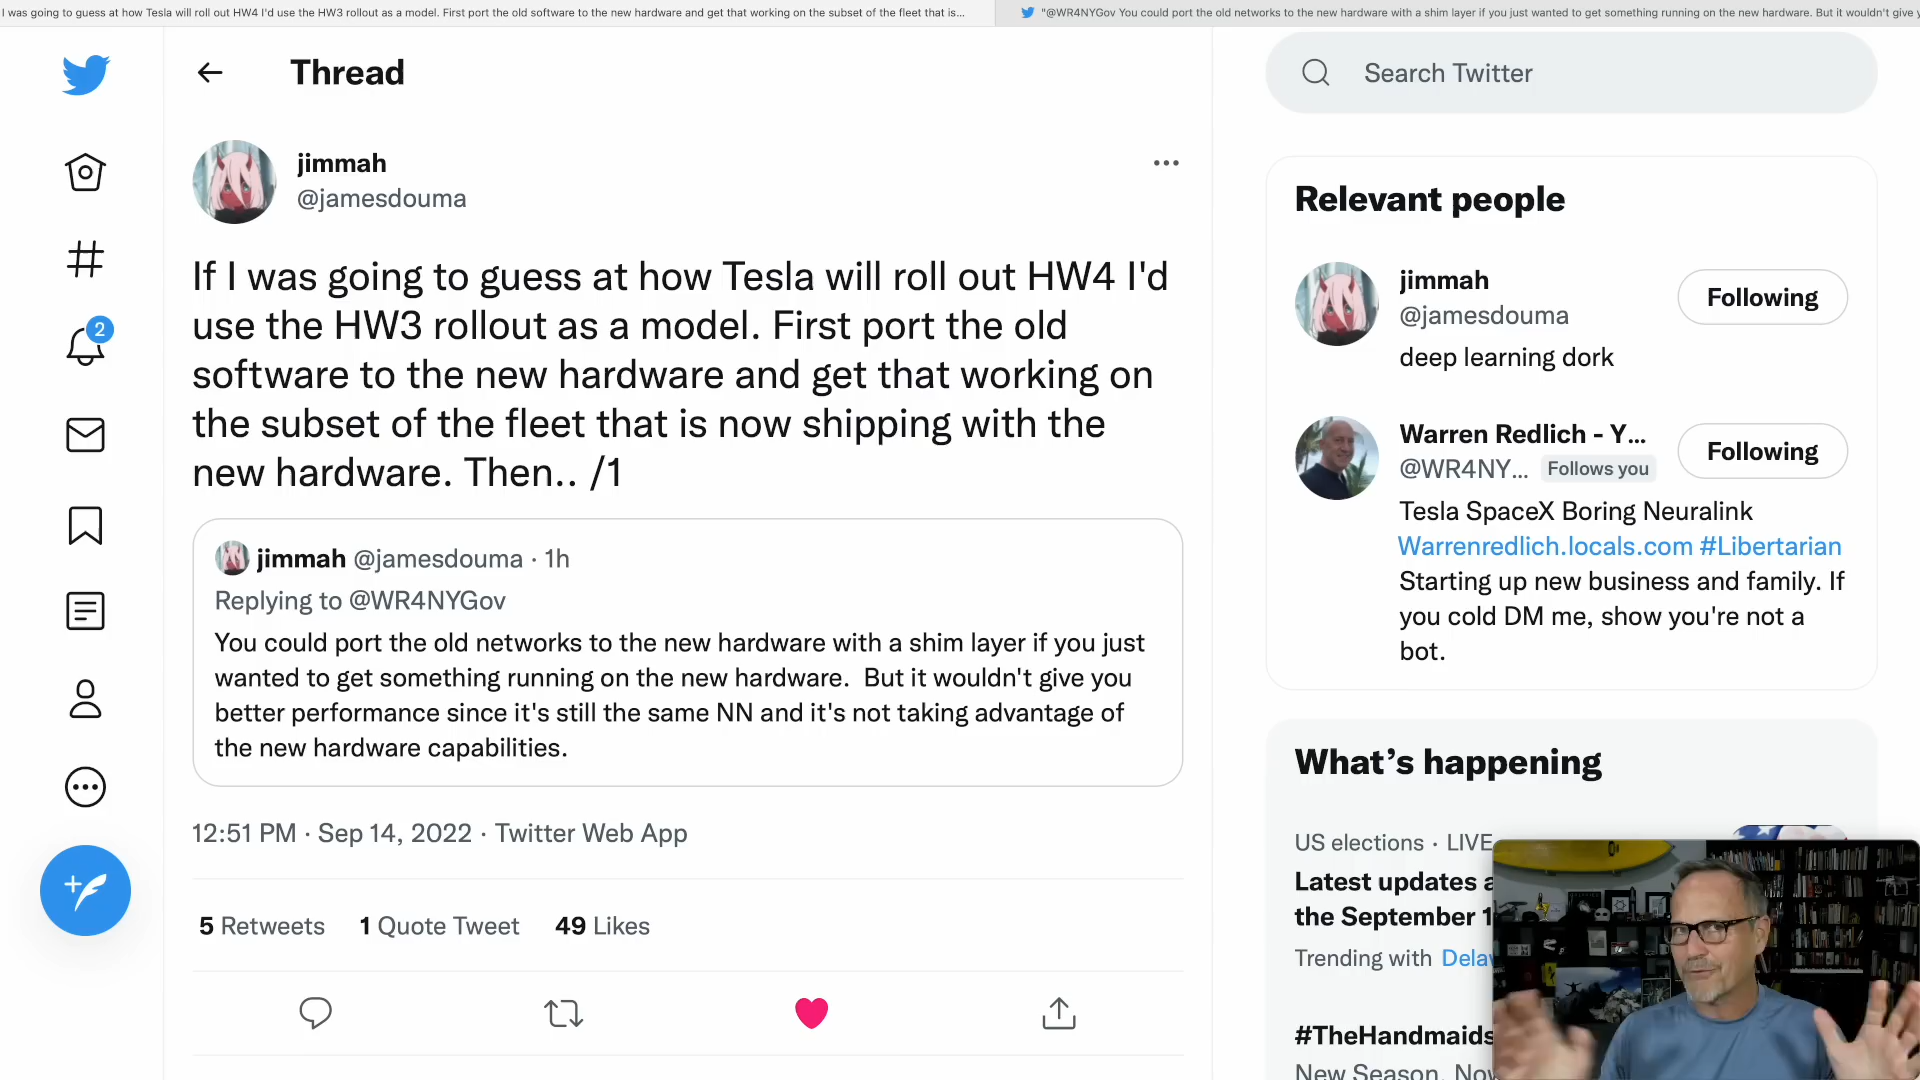 I was going to guess at how Tesla will roll out HW4 I'd use the HW3 rollout as a model. First port the old software to the new hardware and get that working on the subset of the fleet that is...
"@WR4NYGov You could port the old networks to the new hardware with a shim layer if you just wanted to get something running on the new hardware. But it wouldn't give y
Thread
Search Twitter
jimmah
@jamesdouma
If I was going to guess at how Tesla will roll out HW4 I'd
use the HW3 rollout as a model. First port the old
software to the new hardware and get that working on
the subset of the fleet that is now shipping with the
new hardware. Then.. /1
jimmah @jamesdouma · 1h
Replying to @WR4NYGov
You could port the old networks to the new hardware with a shim layer if you just
wanted to get something running on the new hardware.  But it wouldn't give you
better performance since it's still the same NN and it's not taking advantage of
the new hardware capabilities.
12:51 PM · Sep 14, 2022 · Twitter Web App
5 Retweets 1 Quote Tweet 49 Likes
2
Relevant people
jimmah
@jamesdouma
Following
deep learning dork
Warren Redlich - Y...
@WR4NY... Follows you
Following
Tesla SpaceX Boring Neuralink
Warrenredlich.locals.com #Libertarian
Starting up new business and family. If
you cold DM me, show you're not a
bot.
What's happening
US elections · LIVE
Latest updates a
the September 1
Trending with Delaw
#TheHandmaids
New Season. Nov